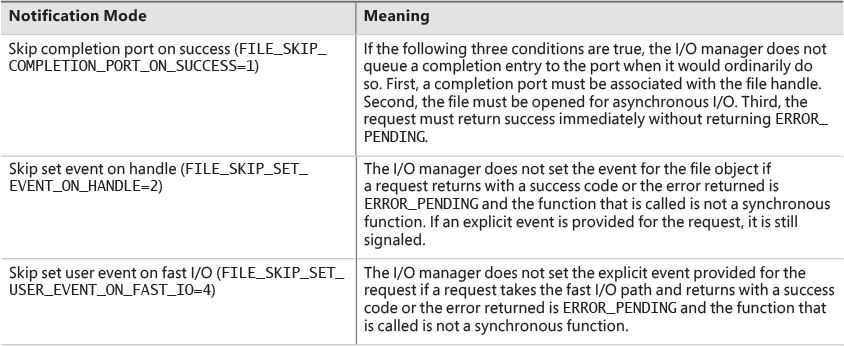 Notification Mode
Meaning
Skip completion port on success (FILE_SKIP_
COMPLETION_PORT_ON_SUCCESS=1)
If the following three conditions are true, the I/O manager does not
queue a completion entry to the port when it would ordinarily do
so. First, a completion port must be associated with the file handle.
Second, the file must be opened for asynchronous I/O. Third, the
request must return success immediately without returning ERROR_
PENDING.
Skip set event on handle (FILE_SKIP_SET_
EVENT_ON_HANDLE=2)
The I/O manager does not set the event for the file object if
a request returns with a success code or the error returned is
ERROR_PENDING and the function that is called is not a synchronous
function. If an explicit event is provided for the request, it is still
signaled.
Skip set user event on fast I/O (FILE_SKIP_SET_
USER_EVENT_ON_FAST_IO=4)
The I/O manager does not set the explicit event provided for the
request if a request takes the fast I/O path and returns with a success
code or the error returned is ERROR_PENDING and the function that
is called is not a synchronous function.